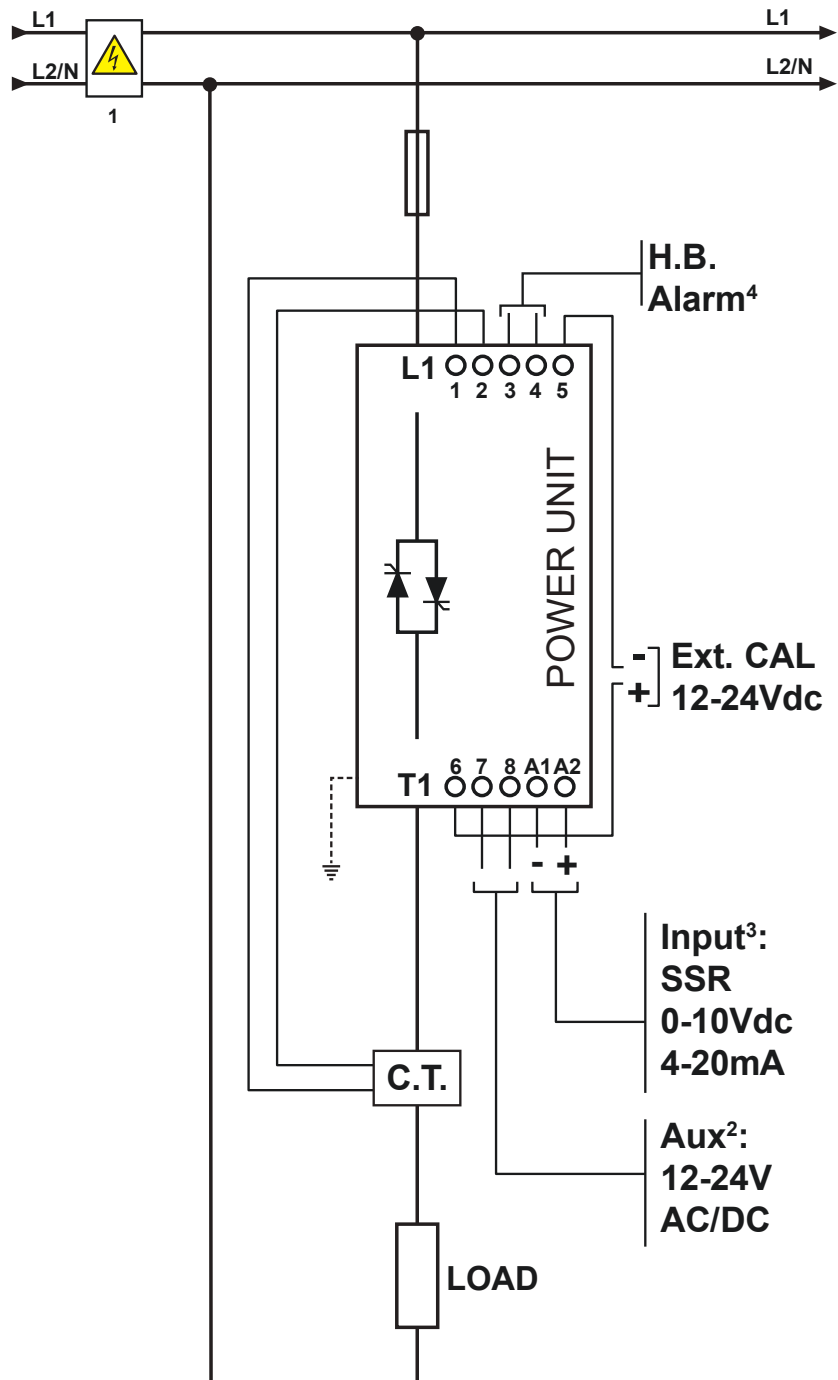 L1
L1
L2/N
L2/N
1
H.B.
Alarm⁴
L1
1 2 3 4 5
POWER UNIT
- Ext. CAL
+ 12-24Vdc
T1
6 7 8 A1 A2
- +
Input³:
SSR
0-10Vdc
4-20mA
C.T.
Aux²:
12-24V
AC/DC
LOAD